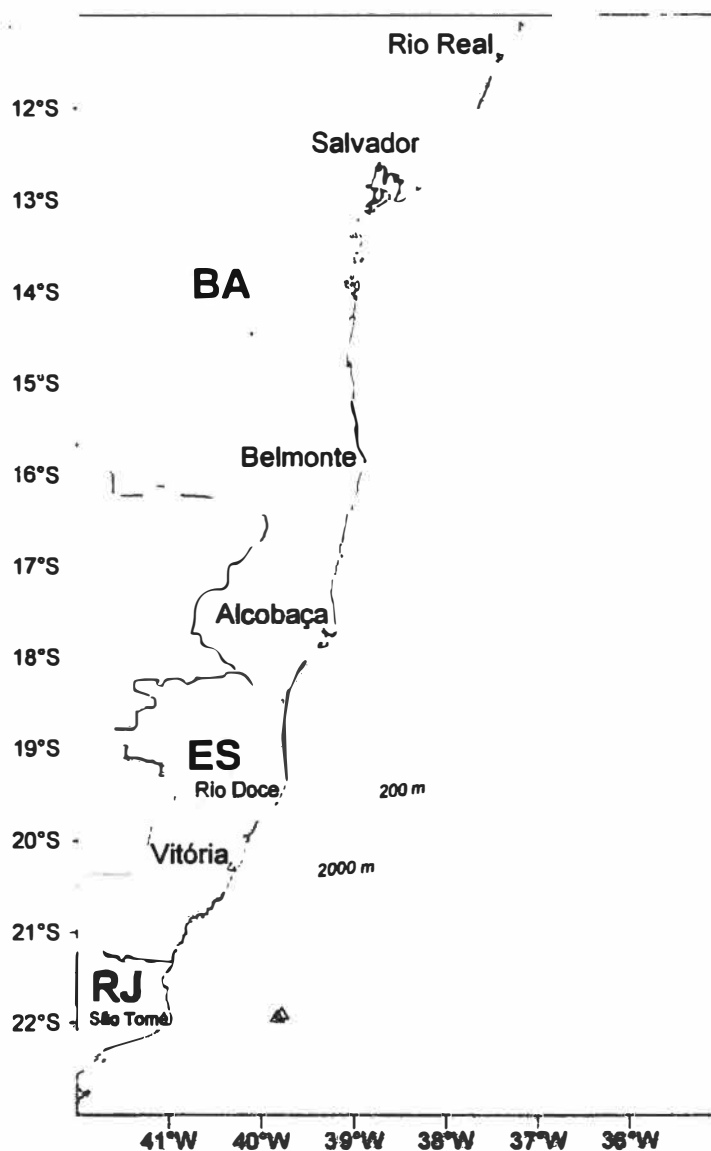 Rio Real
12°S
Salvador
13°S
BA
14°S
15°S
Belmonte
16°S
17°S
Alcobaça
18°S
19°S
ES
Rio Doce
200 m
20°S
Vitória
2000 m
21°S
RJ
São Tomé
22°S
41°W 40°W 39°W 38°W 37°W 36°W